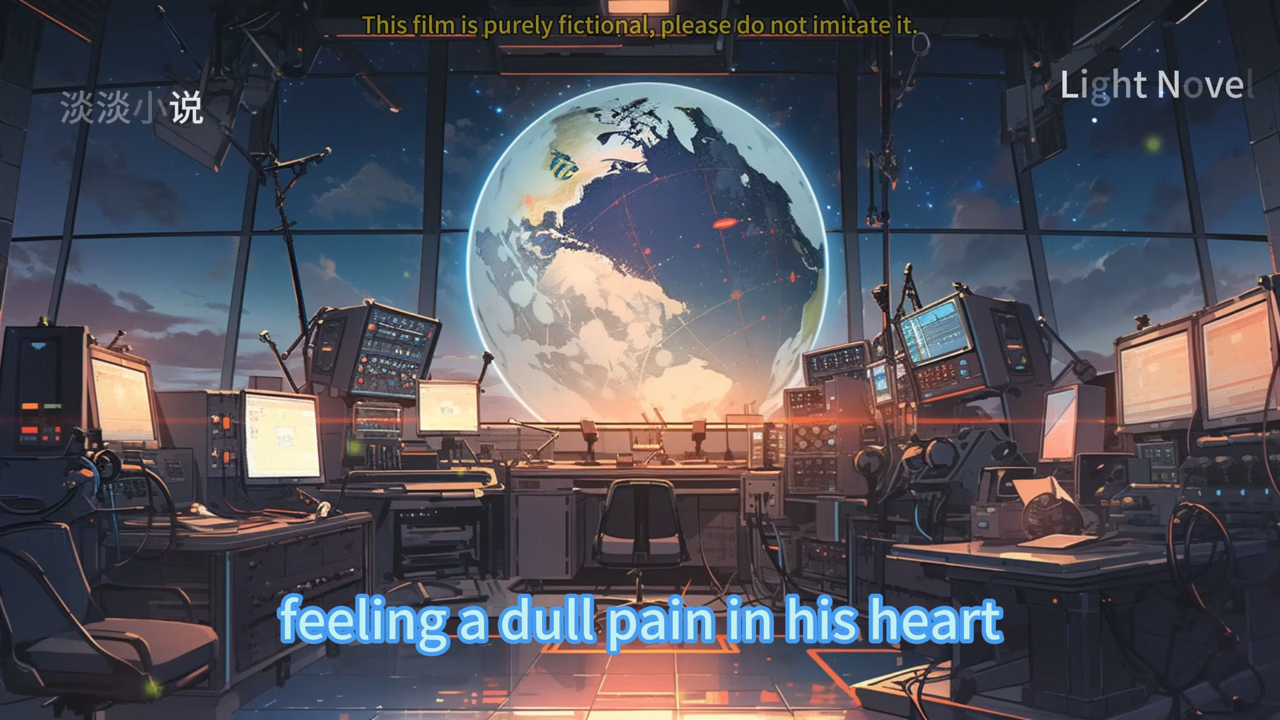 This film is purely fictional, please do not imitate it.
淡淡小说
Light Novel
feeling a dull pain in his heart